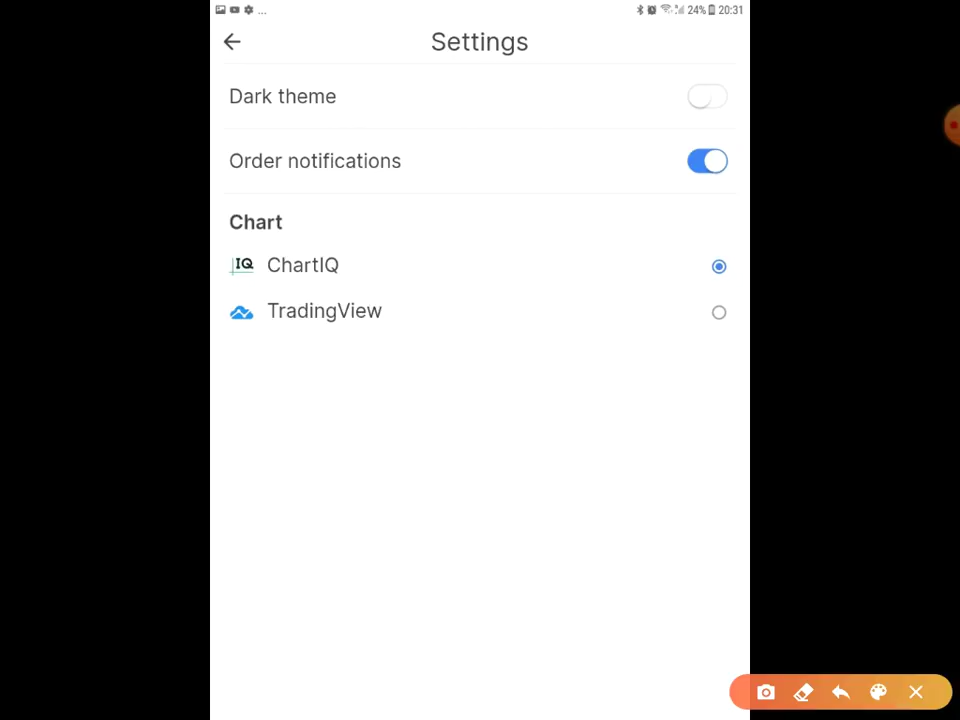 ... 24% 20:31
Settings
Dark theme
Order notifications
Chart
IQ ChartIQ
TradingView